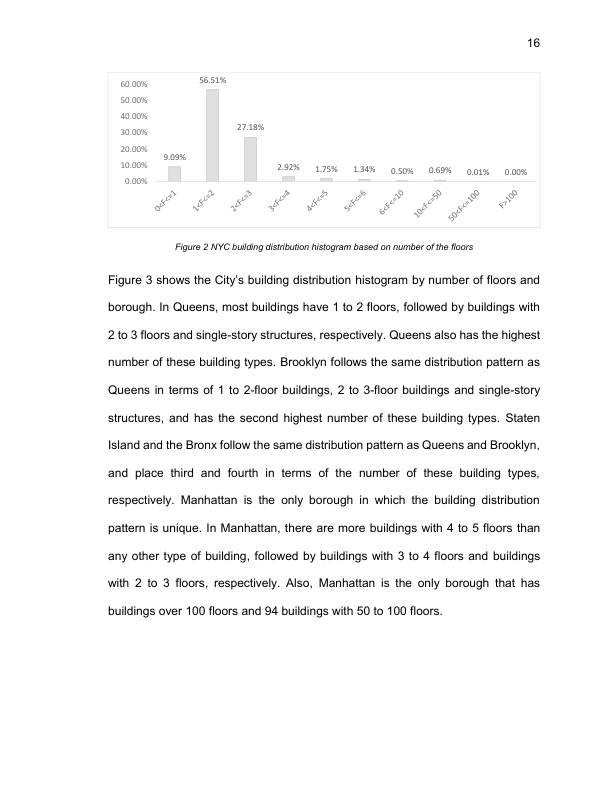 16
60.00%
50.00%
40.00%
30.00%
20.00%
10.00%
0.00%
9.09%
56.51%
27.18%
2.92%
1.75%
1.34%
0.50%
0.69%
0.01%
0.00%
0<F<=1
1<F<=2
2<F<=3
3<F<=4
4<F<=5
5<F<=6
6<F<=10
10<F<=50
50<F<=100
F>100
Figure 2 NYC building distribution histogram based on number of the floors
Figure 3 shows the City’s building distribution histogram by number of floors and
borough. In Queens, most buildings have 1 to 2 floors, followed by buildings with
2 to 3 floors and single-story structures, respectively. Queens also has the highest
number of these building types. Brooklyn follows the same distribution pattern as
Queens in terms of 1 to 2-floor buildings, 2 to 3-floor buildings and single-story
structures, and has the second highest number of these building types. Staten
Island and the Bronx follow the same distribution pattern as Queens and Brooklyn,
and place third and fourth in terms of the number of these building types,
respectively. Manhattan is the only borough in which the building distribution
pattern is unique. In Manhattan, there are more buildings with 4 to 5 floors than
any other type of building, followed by buildings with 3 to 4 floors and buildings
with 2 to 3 floors, respectively. Also, Manhattan is the only borough that has
buildings over 100 floors and 94 buildings with 50 to 100 floors.